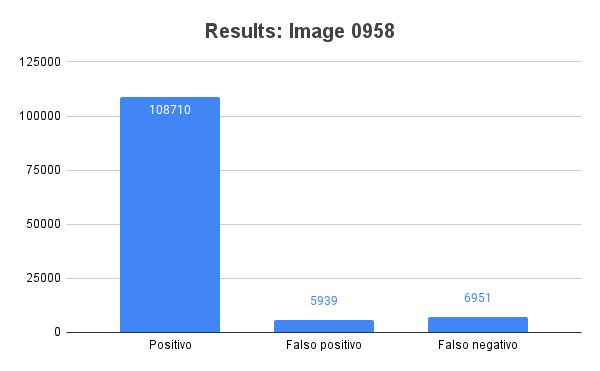 Results: Image 0958
125000
100000
75000
50000
25000
0
108710
5939
6951
Positivo
Falso positivo
Falso negativo